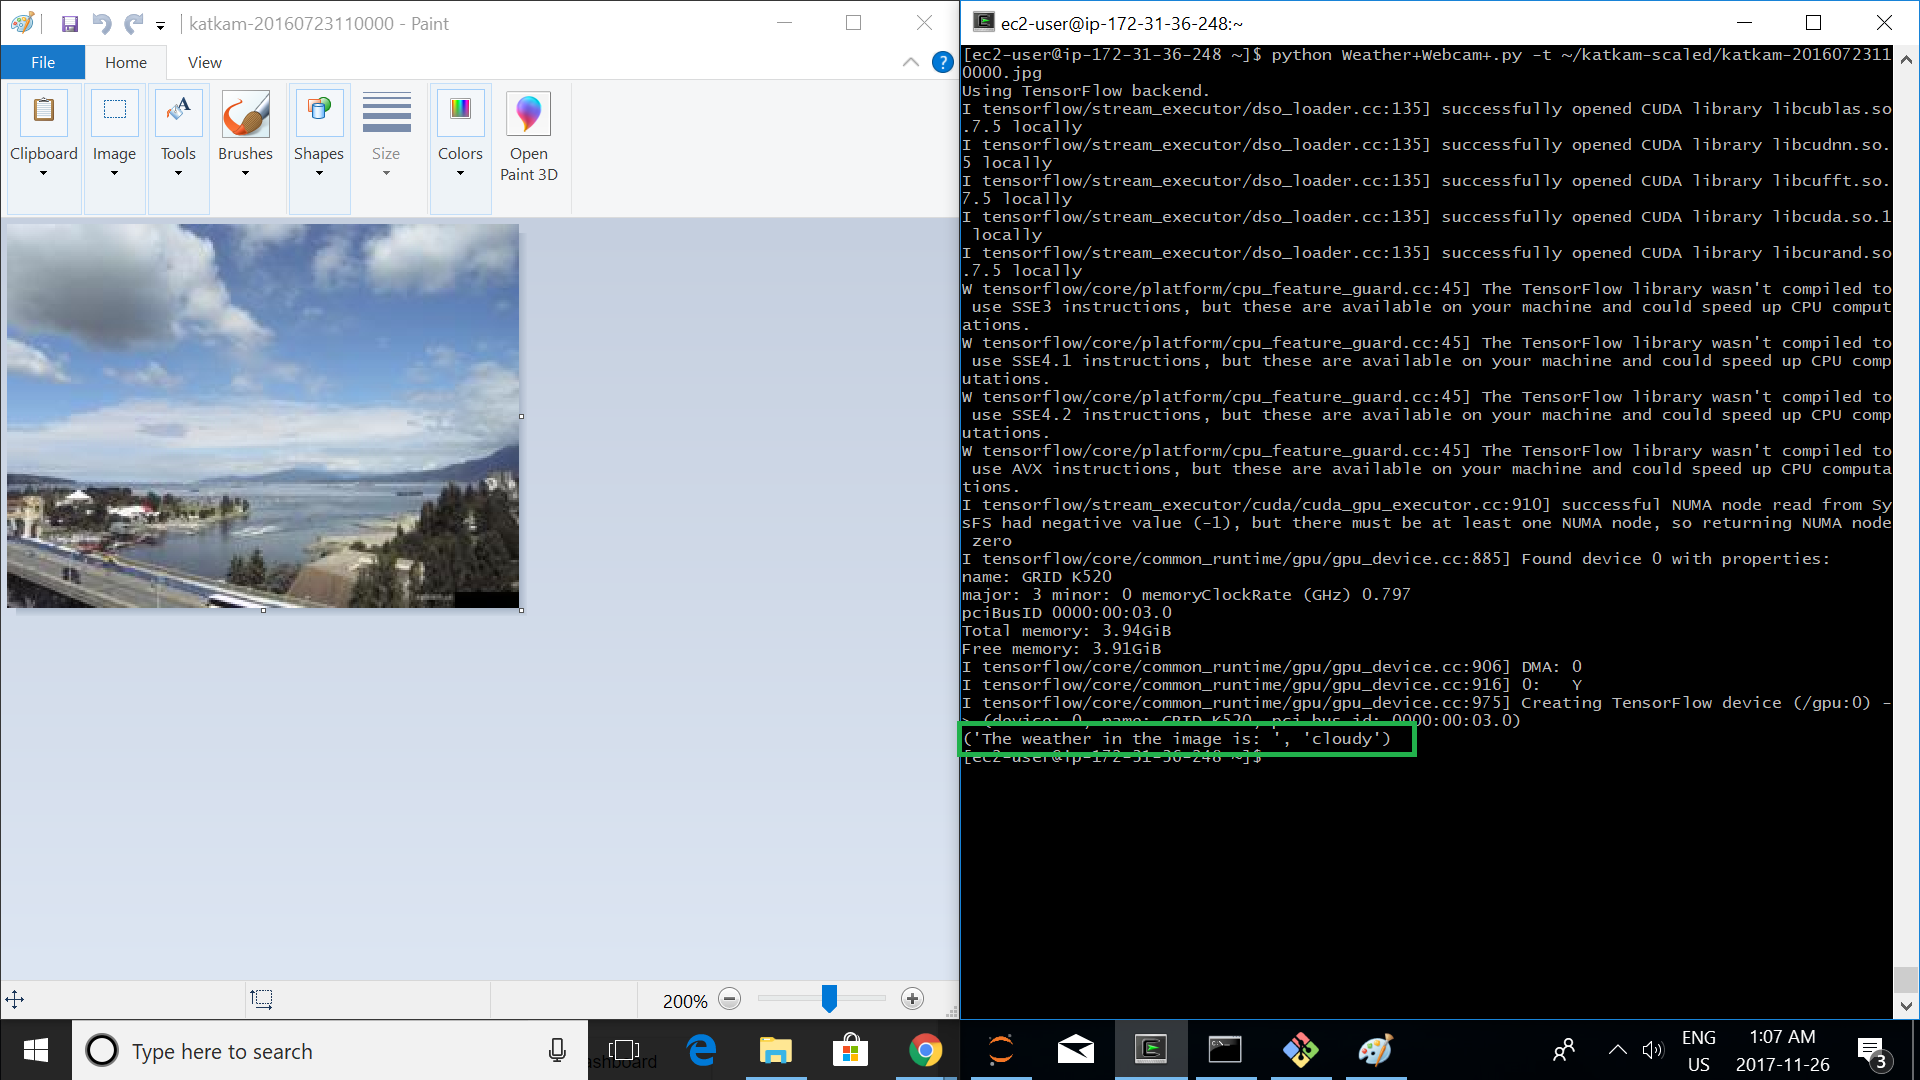 katkam-20160723110000 - Paint
File Home View
Clipboard Image Tools Brushes Shapes Size Colors Open Paint 3D
200%
ec2-user@ip-172-31-36-248:~
[ec2-user@ip-172-31-36-248 ~]$ python Weather+Webcam+.py -t ~/katkam-scaled/katkam-2016072311
0000.jpg
Using TensorFlow backend.
I tensorflow/stream_executor/dso_loader.cc:135] successfully opened CUDA library libcublas.so
.7.5 locally
I tensorflow/stream_executor/dso_loader.cc:135] successfully opened CUDA library libcudnn.so.
5 locally
I tensorflow/stream_executor/dso_loader.cc:135] successfully opened CUDA library libcufft.so.
7.5 locally
I tensorflow/stream_executor/dso_loader.cc:135] successfully opened CUDA library libcuda.so.1
 locally
I tensorflow/stream_executor/dso_loader.cc:135] successfully opened CUDA library libcurand.so
.7.5 locally
W tensorflow/core/platform/cpu_feature_guard.cc:45] The TensorFlow library wasn't compiled to
 use SSE3 instructions, but these are available on your machine and could speed up CPU comput
ations.
W tensorflow/core/platform/cpu_feature_guard.cc:45] The TensorFlow library wasn't compiled to
 use SSE4.1 instructions, but these are available on your machine and could speed up CPU comp
utations.
W tensorflow/core/platform/cpu_feature_guard.cc:45] The TensorFlow library wasn't compiled to
 use SSE4.2 instructions, but these are available on your machine and could speed up CPU comp
utations.
W tensorflow/core/platform/cpu_feature_guard.cc:45] The TensorFlow library wasn't compiled to
 use AVX instructions, but these are available on your machine and could speed up CPU computa
tions.
I tensorflow/stream_executor/cuda/cuda_gpu_executor.cc:910] successful NUMA node read from Sy
sFS had negative value (-1), but there must be at least one NUMA node, so returning NUMA node
 zero
I tensorflow/core/common_runtime/gpu/gpu_device.cc:885] Found device 0 with properties:
name: GRID K520
major: 3 minor: 0 memoryClockRate (GHz) 0.797
pciBusID 0000:00:03.0
Total memory: 3.94GiB
Free memory: 3.91GiB
I tensorflow/core/common_runtime/gpu/gpu_device.cc:906] DMA: 0
I tensorflow/core/common_runtime/gpu/gpu_device.cc:916] 0:   Y
I tensorflow/core/common_runtime/gpu/gpu_device.cc:975] Creating TensorFlow device (/gpu:0) -
> (device: 0, name: GRID K520, pci bus id: 0000:00:03.0)
('The weather in the image is: ', 'cloudy')
[ec2-user@ip-172-31-36-248 ~]$
Type here to search
ashboard
ENG
US
1:07 AM
2017-11-26
3